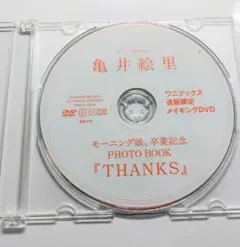 亀井絵里
ワニブックス
通販限定
メイキングDVD
DVD
モーニング娘。卒業記念
PHOTO BOOK
『THANKS』